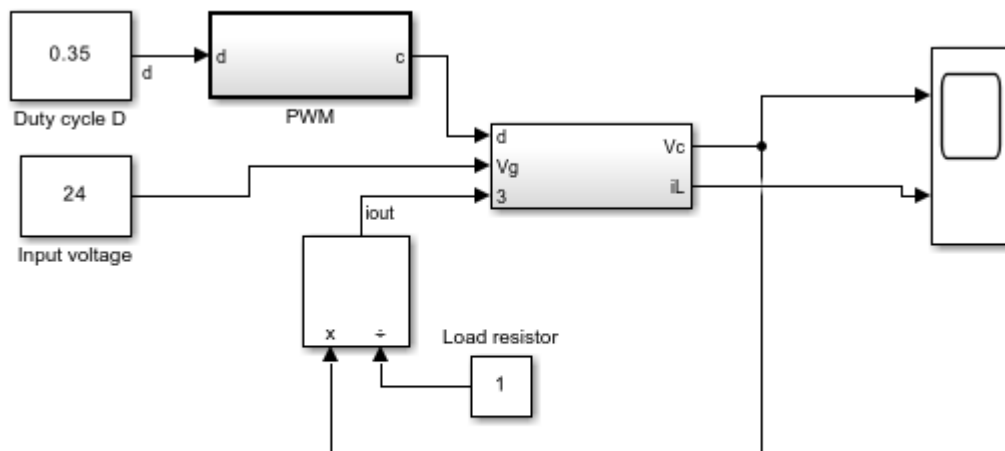 0.35
d
Duty cycle D
d
c
PWM
24
Input voltage
d
Vg
3
Vc
iL
iout
x
÷
Load resistor
1